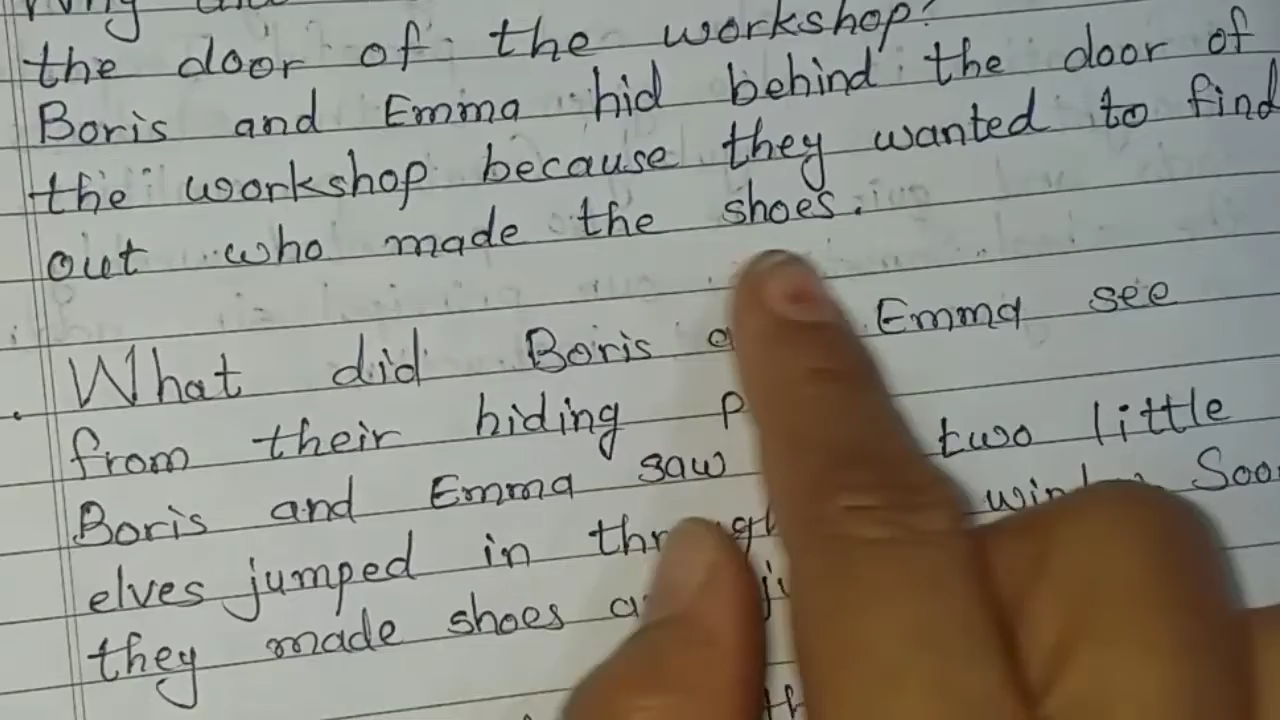 the door of the workshop?
Boris and Emma hid behind the door of
the workshop because they wanted to find
out who made the shoes.
What did Boris Emma see
from their hiding
Boris and Emma saw two little
elves jumped in
they made shoes